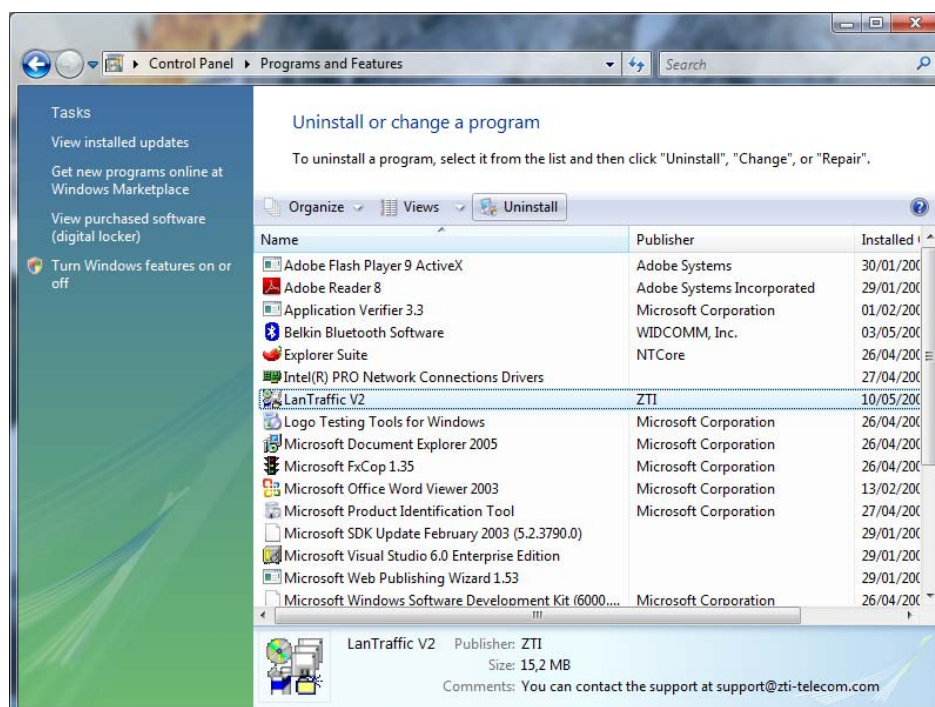 Control Panel Programs and Features Search
Tasks
View installed updates
Get new programs online at
Windows Marketplace
View purchased software
(digital locker)
Turn Windows features on or
off
Uninstall or change a program
To uninstall a program, select it from the list and then click "Uninstall", "Change", or "Repair".
Organize Views Uninstall
Name Publisher Installed
Adobe Flash Player 9 ActiveX Adobe Systems 30/01/200
Adobe Reader 8 Adobe Systems Incorporated 29/01/200
Application Verifier 3.3 Microsoft Corporation 01/02/200
Belkin Bluetooth Software WIDCOMM, Inc. 03/05/200
Explorer Suite NTCore 26/04/200
Intel(R) PRO Network Connections Drivers 27/04/200
LanTraffic V2 ZTI 10/05/200
Logo Testing Tools for Windows Microsoft Corporation 26/04/200
Microsoft Document Explorer 2005 Microsoft Corporation 26/04/200
Microsoft FxCop 1.35 Microsoft Corporation 26/04/200
Microsoft Office Word Viewer 2003 Microsoft Corporation 13/02/200
Microsoft Product Identification Tool Microsoft Corporation 27/04/200
Microsoft SDK Update February 2003 (5.2.3790.0) 29/01/200
Microsoft Visual Studio 6.0 Enterprise Edition 29/01/200
Microsoft Web Publishing Wizard 1.53 29/01/200
Microsoft Windows Software Development Kit (6000.... Microsoft Corporation 26/04/200
LanTraffic V2 Publisher: ZTI
Size: 15,2 MB
Comments: You can contact the support at support@zti-telecom.com